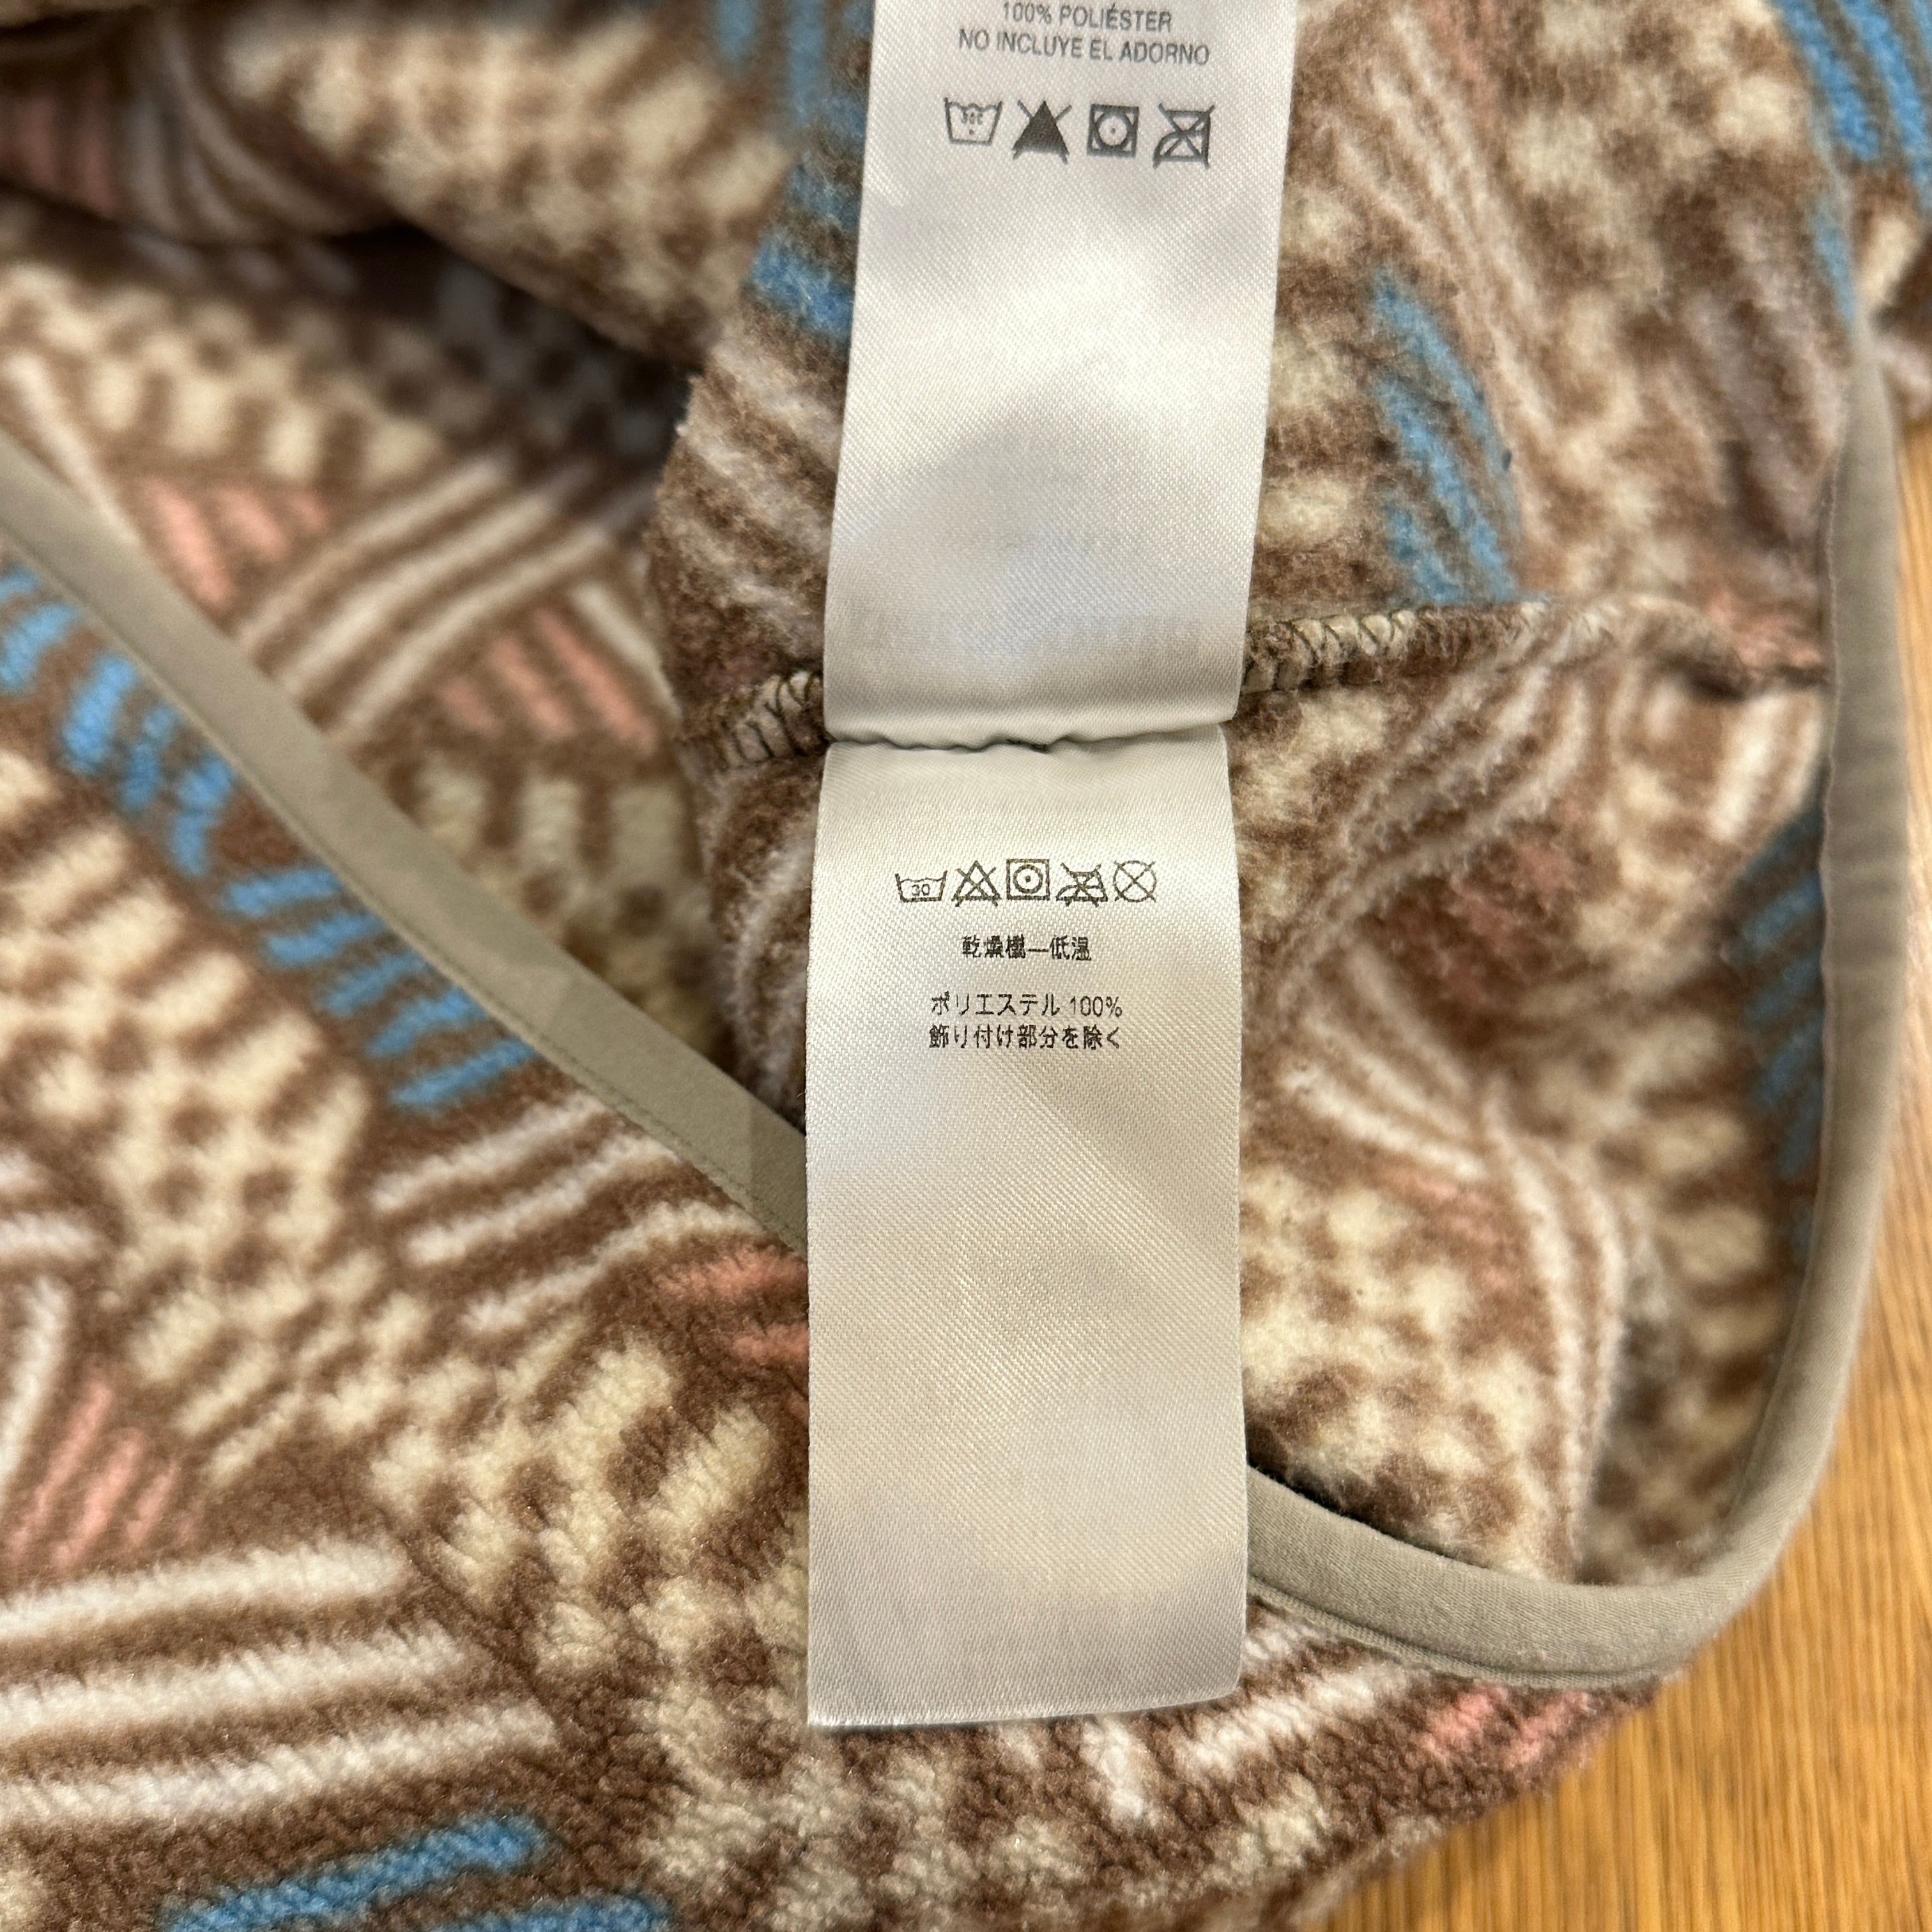 100% POLIÉSTER
NO INCLUYE EL ADORNO
30
乾燥機—低温
ポリエステル 100%
飾り付け部分を除く